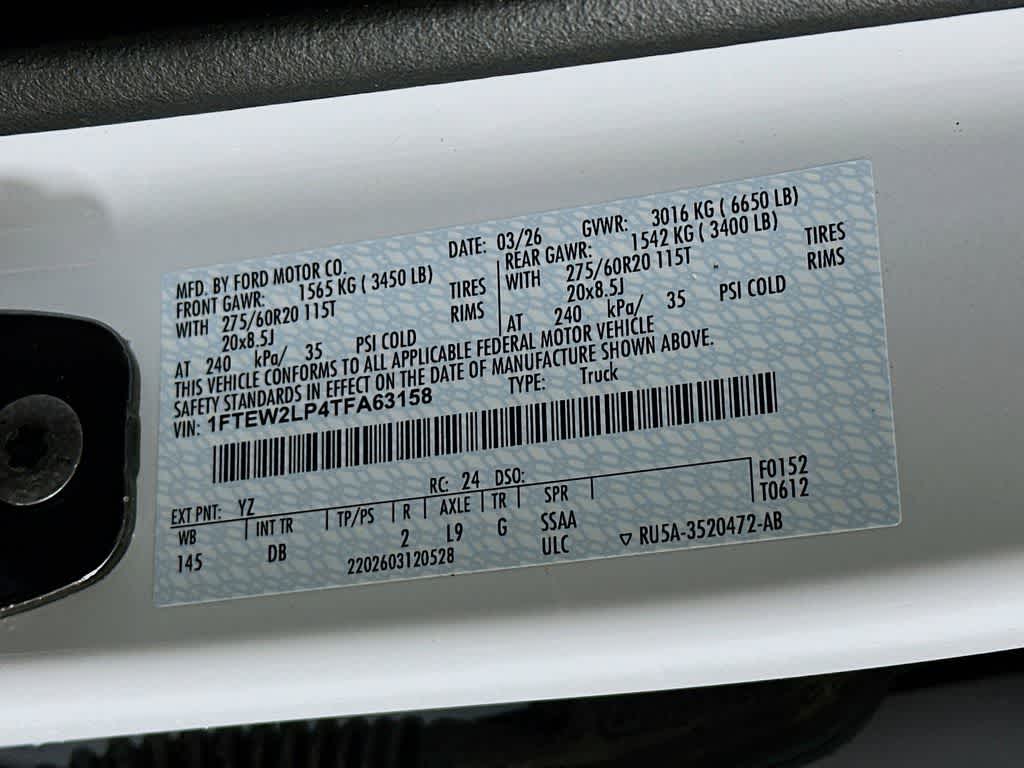 MFD. BY FORD MOTOR CO.
DATE: 03/26 GVWR: 3016 KG ( 6650 LB)
FRONT GAWR: 1565 KG ( 3450 LB)
WITH 275/60R20 115T TIRES
20x8.5J RIMS
AT 240 kPa/ 35 PSI COLD
REAR GAWR: 1542 KG ( 3400 LB)
WITH 275/60R20 115T TIRES
20x8.5J RIMS
AT 240 kPa/ 35 PSI COLD
THIS VEHICLE CONFORMS TO ALL APPLICABLE FEDERAL MOTOR VEHICLE
SAFETY STANDARDS IN EFFECT ON THE DATE OF MANUFACTURE SHOWN ABOVE.
VIN: 1FTEW2LP4TFA63158 TYPE: Truck
EXT PNT: YZ RC: 24 DSO: F0152
WB INT TR TP/PS R AXLE TR SPR T0612
145 DB 2 L9 G SSAA
2202603120528 ULC ▽ RU5A-3520472-AB